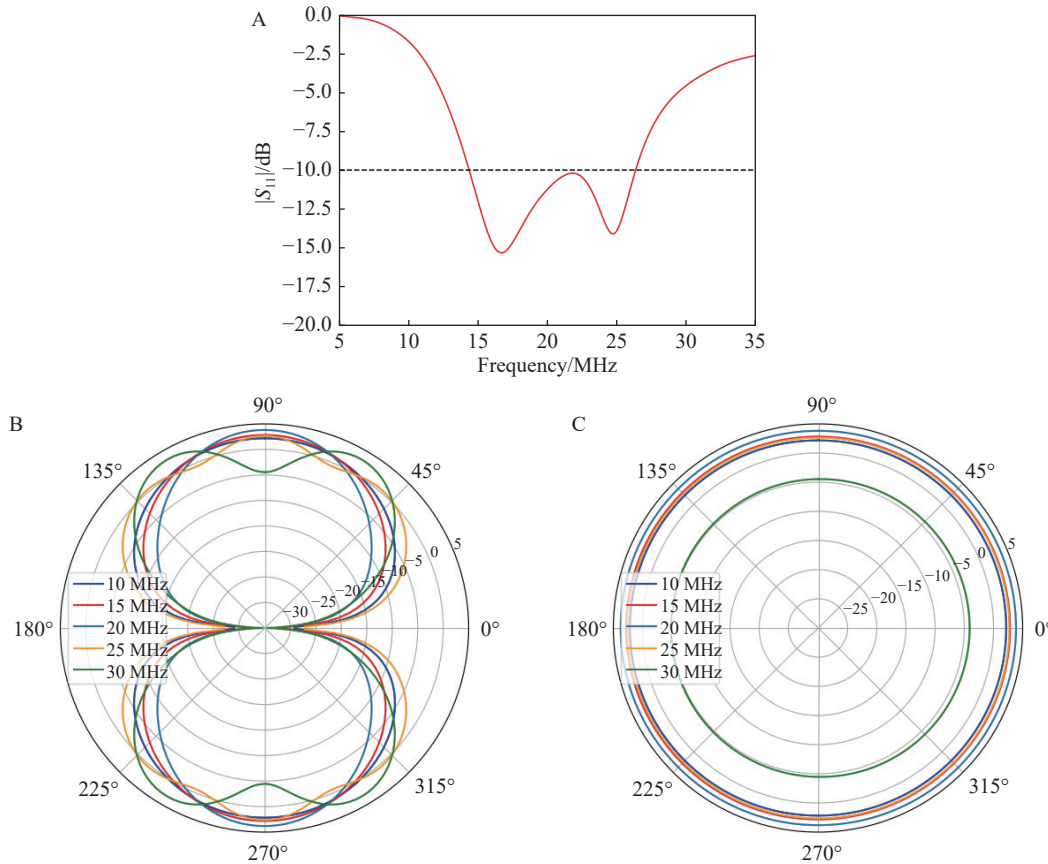 A
0.0
−2.5
−5.0
−7.5
−10.0
−12.5
−15.0
−17.5
−20.0
|S₁₁|/dB
5 10 15 20 25 30 35
Frequency/MHz
B
90°
135°
45°
180°
0°
225°
315°
270°
5
0
−5
−10
−15
−20
−25
−30
10 MHz
15 MHz
20 MHz
25 MHz
30 MHz
C
90°
135°
45°
180°
0°
225°
315°
270°
5
0
−5
−10
−15
−20
−25
10 MHz
15 MHz
20 MHz
25 MHz
30 MHz